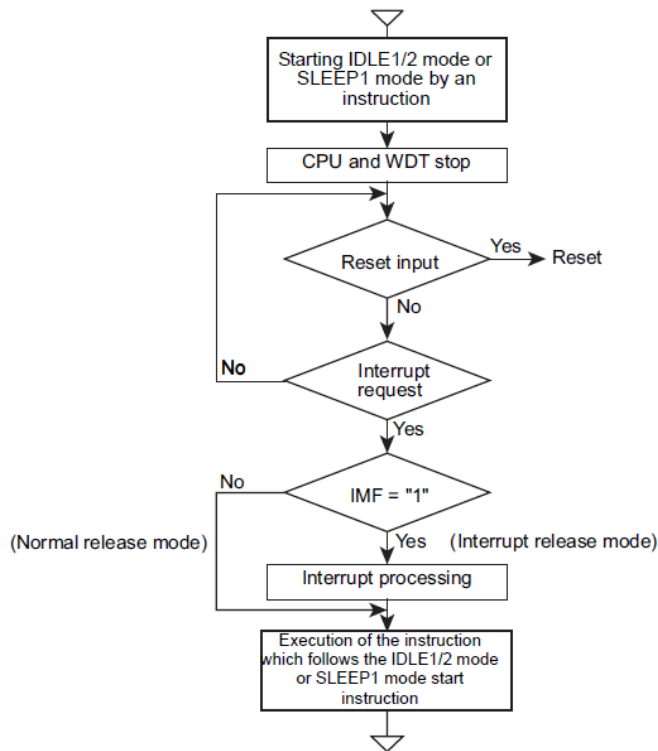 Starting IDLE1/2 mode or
SLEEP1 mode by an
instruction
CPU and WDT stop
Reset input
Yes
Reset
No
No
Interrupt
request
Yes
No
IMF = "1"
(Normal release mode)
Yes
(Interrupt release mode)
Interrupt processing
Execution of the instruction
which follows the IDLE1/2 mode
or SLEEP1 mode start
instruction